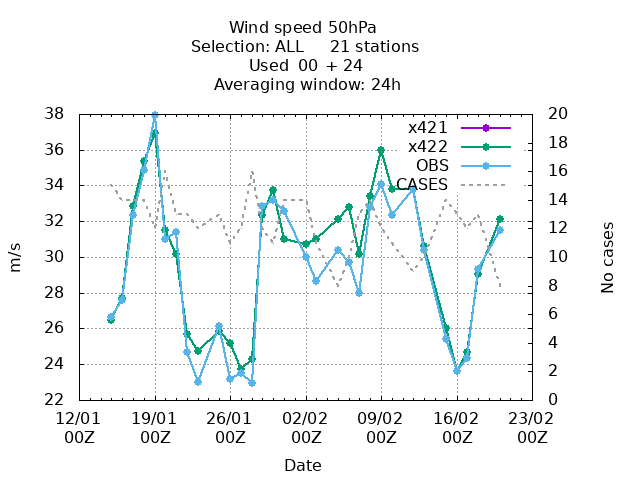 Wind speed 50hPa
Selection: ALL     21 stations
Used  00  + 24
Averaging window: 24h
38
36
34
32
30
28
26
24
22
m/s
x421
x422
OBS
CASES
20
18
16
14
12
10
8
6
4
2
0
No cases
12/01 19/01 26/01 02/02 09/02 16/02 23/02
00Z 00Z 00Z 00Z 00Z 00Z 00Z
Date